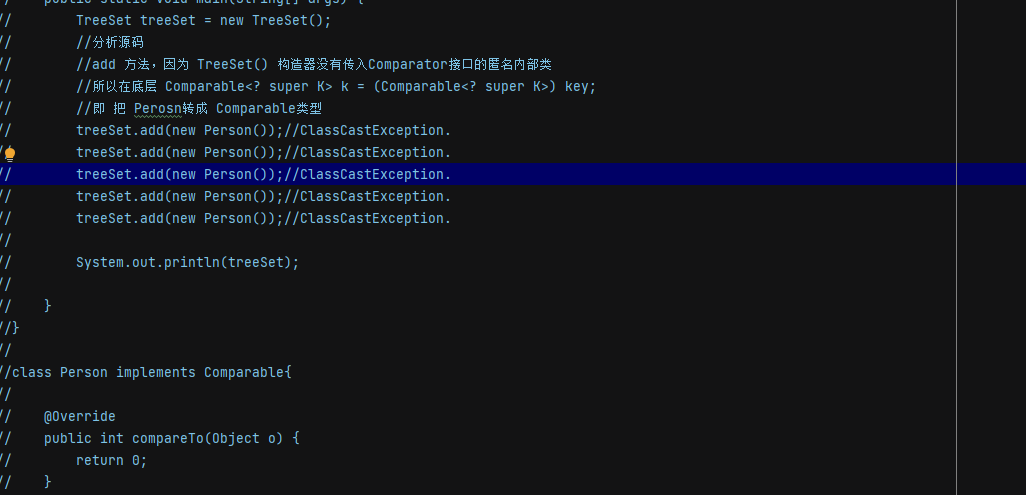 //    public static void main(String[] args) {
//        TreeSet treeSet = new TreeSet();
//        //分析源码
//        //add 方法，因为 TreeSet() 构造器没有传入Comparator接口的匿名内部类
//        //所以在底层 Comparable<? super K> k = (Comparable<? super K>) key;
//        //即 把 Perosn转成 Comparable类型
//        treeSet.add(new Person());//ClassCastException.
/        treeSet.add(new Person());//ClassCastException.
//        treeSet.add(new Person());//ClassCastException.
//        treeSet.add(new Person());//ClassCastException.
//        treeSet.add(new Person());//ClassCastException.
//
//        System.out.println(treeSet);
//
//    }
//}
//
//class Person implements Comparable{
//
//    @Override
//    public int compareTo(Object o) {
//        return 0;
//    }